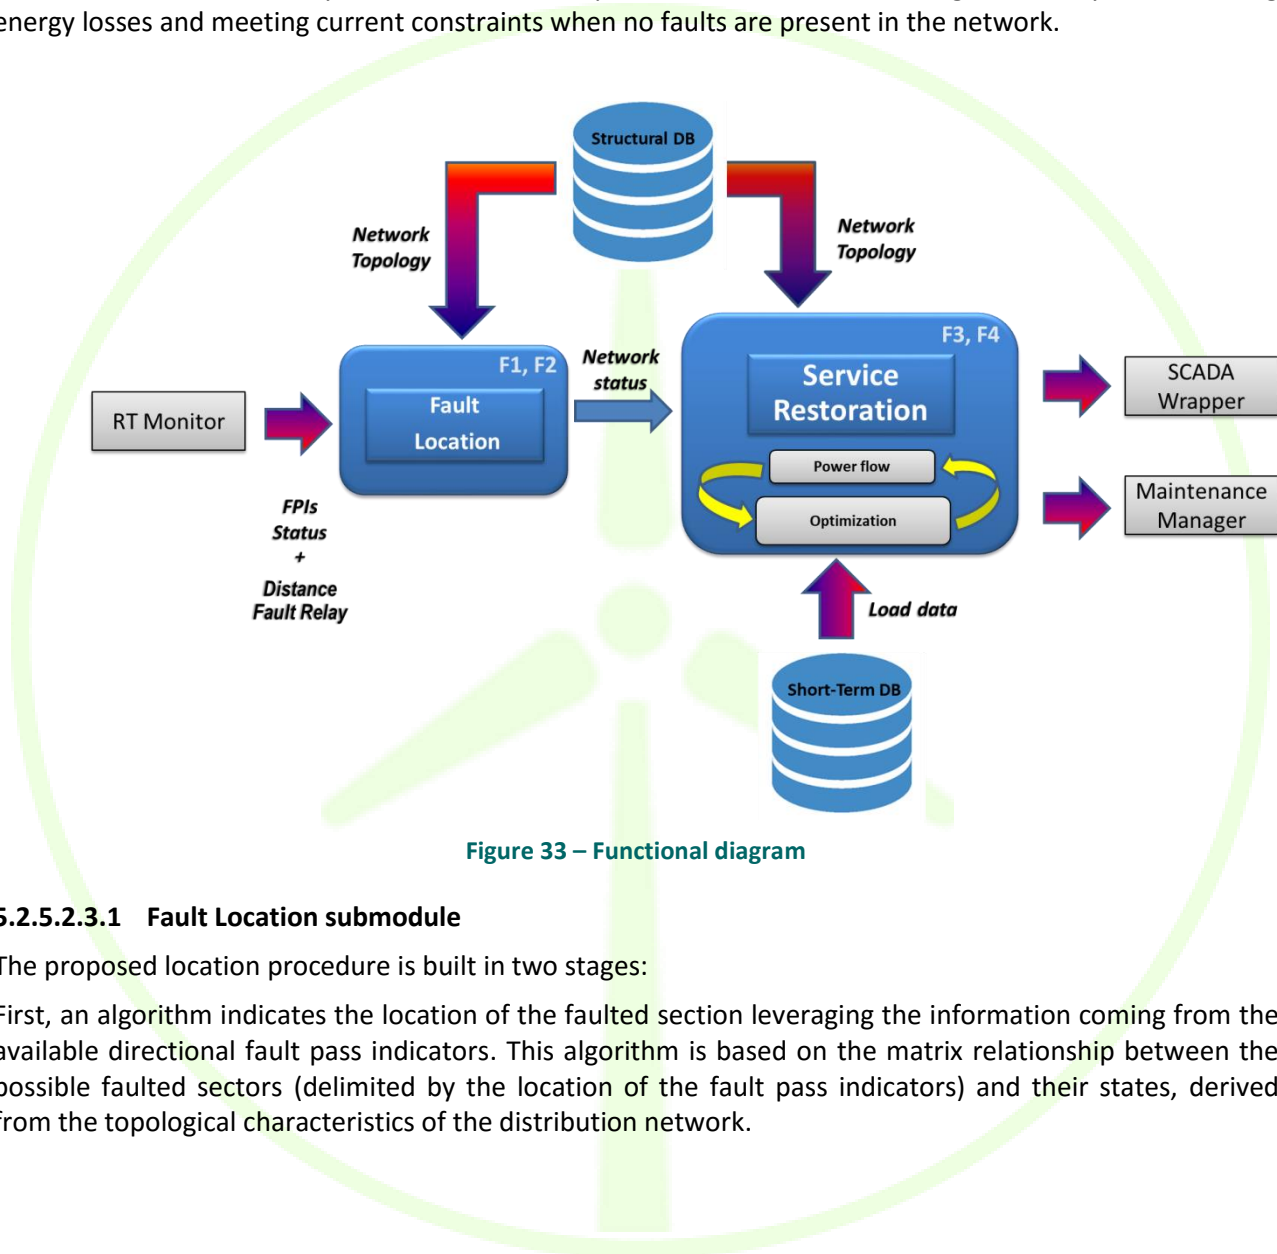 energy losses and meeting current constraints when no faults are present in the network.
Structural DB
Network
Topology
Network
Topology
F1, F2
Fault
Location
Network
status
F3, F4
Service
Restoration
Power flow
Optimization
RT Monitor
FPIs
Status
+
Distance
Fault Relay
SCADA
Wrapper
Maintenance
Manager
Load data
Short-Term DB
Figure 33 – Functional diagram
5.2.5.2.3.1 Fault Location submodule
The proposed location procedure is built in two stages:
First, an algorithm indicates the location of the faulted section leveraging the information coming from the
available directional fault pass indicators. This algorithm is based on the matrix relationship between the
possible faulted sectors (delimited by the location of the fault pass indicators) and their states, derived
from the topological characteristics of the distribution network.